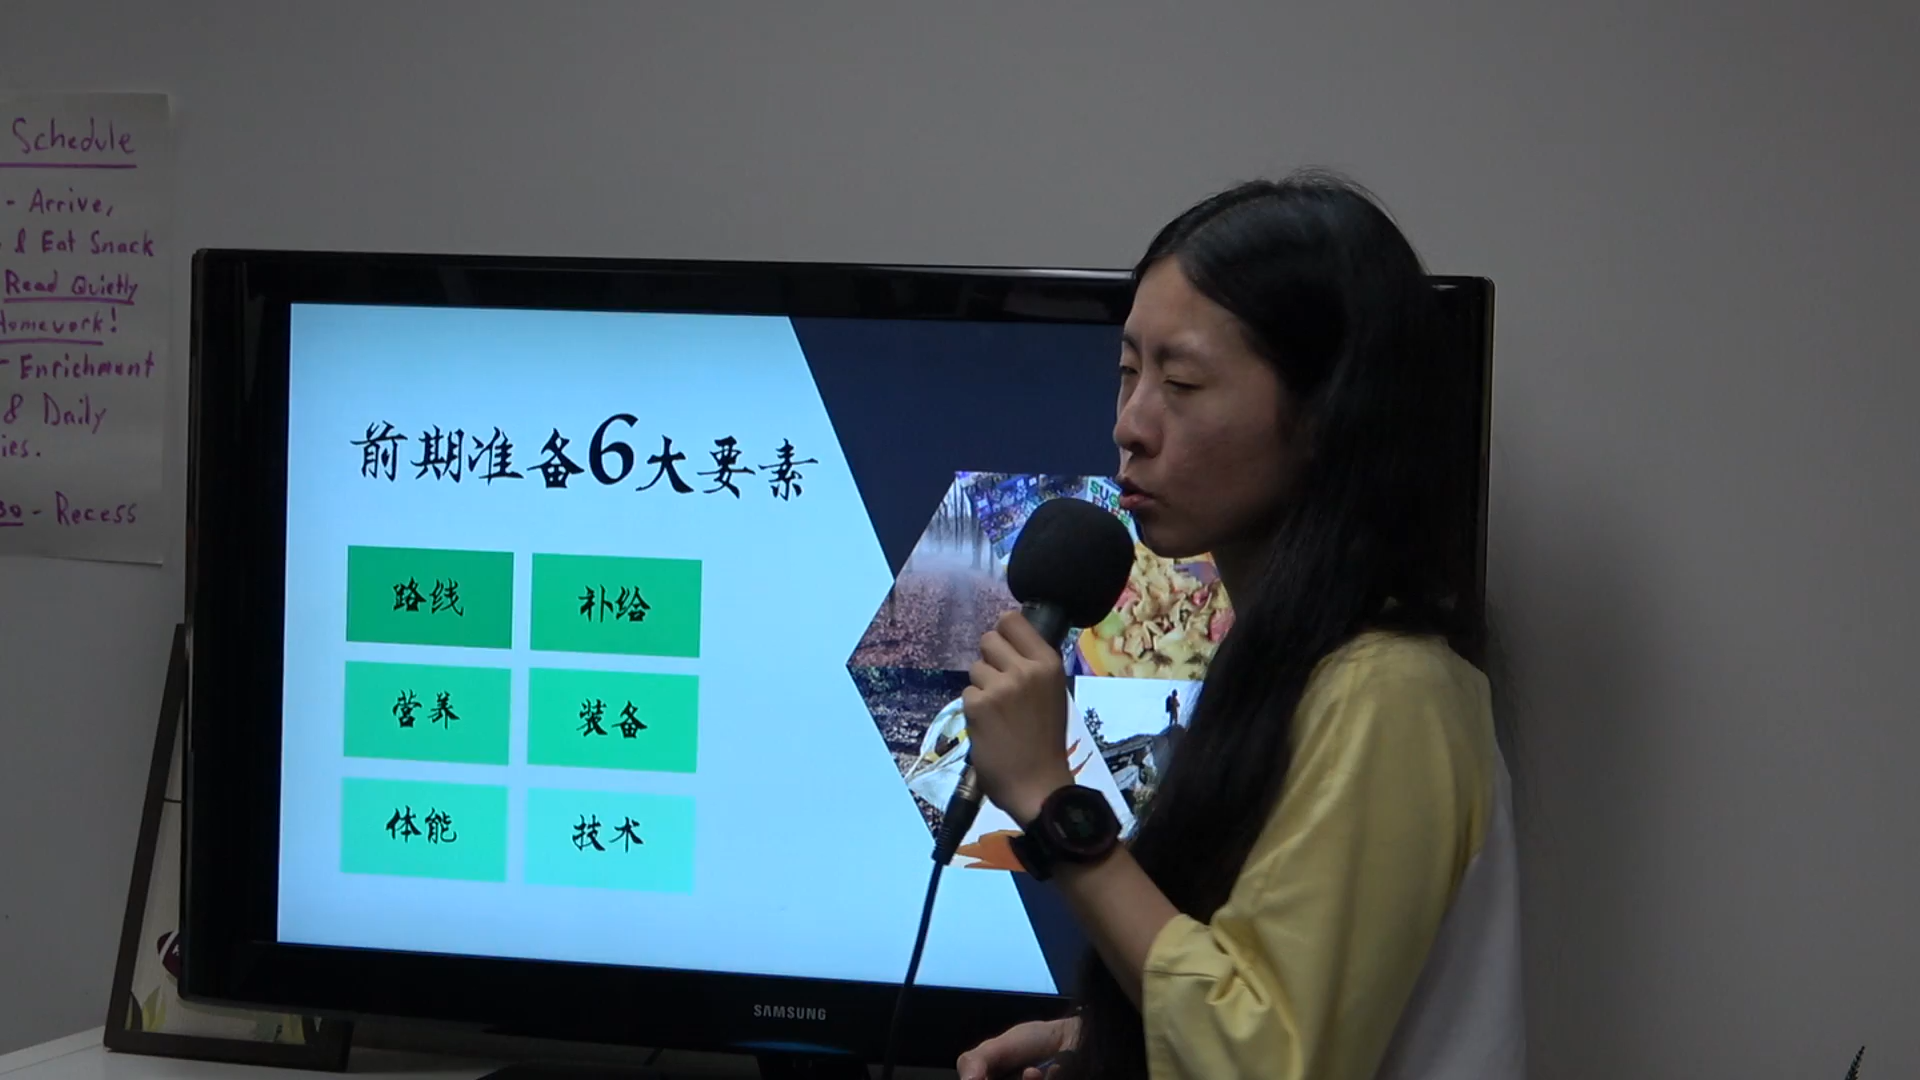 Schedule
- Arrive,
& Eat Snack
Read Quietly
Homework!
- Enrichment
& Daily
ies.
30 - Recess
前期准备6大要素
路线 补给
营养 装备
体能 技术
SAMSUNG